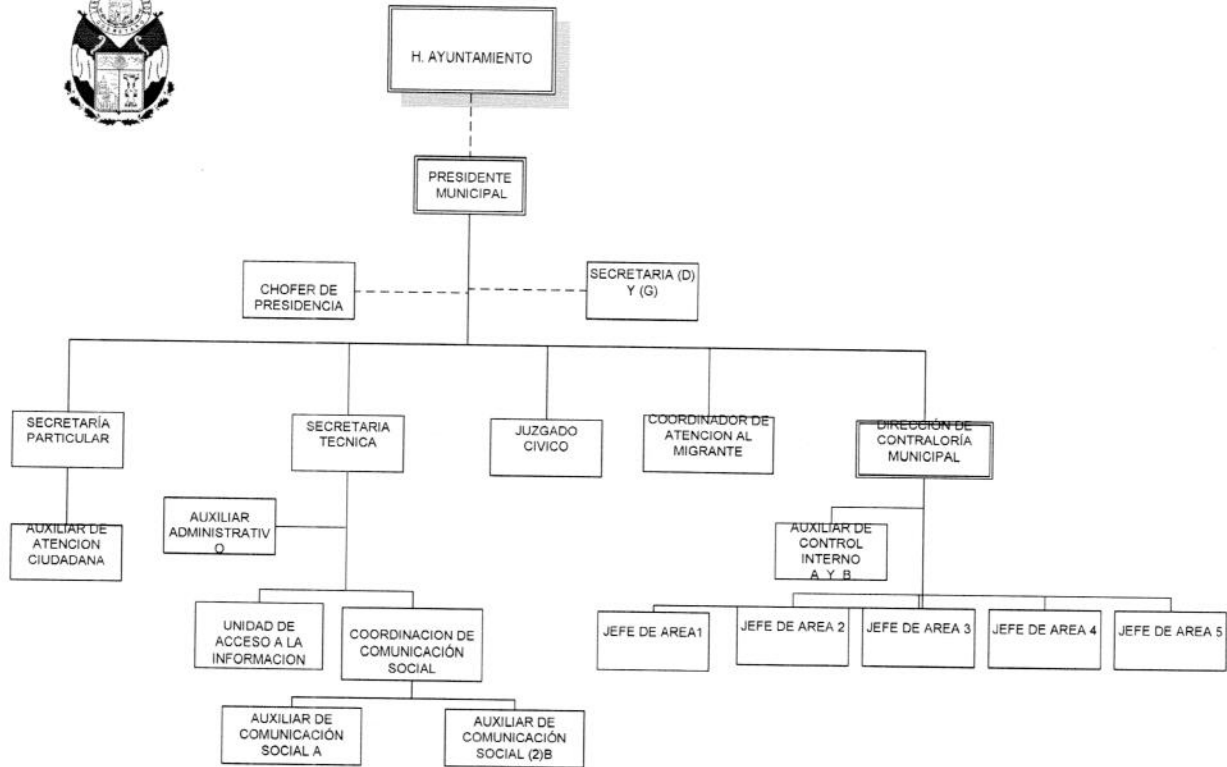 H. AYUNTAMIENTO
PRESIDENTE
MUNICIPAL
CHOFER DE
PRESIDENCIA
SECRETARIA (D)
Y (G)
SECRETARÍA
PARTICULAR
SECRETARIA
TECNICA
JUZGADO
CIVICO
COORDINADOR DE
ATENCION AL
MIGRANTE
DIRECCIÓN DE
CONTRALORÍA
MUNICIPAL
AUXILIAR DE
ATENCION
CIUDADANA
AUXILIAR
ADMINISTRATIV
O
AUXILIAR DE
CONTROL
INTERNO
A Y B
UNIDAD DE
ACCESO A LA
INFORMACION
COORDINACION DE
COMUNICACIÓN
SOCIAL
JEFE DE AREA1
JEFE DE AREA 2
JEFE DE AREA 3
JEFE DE AREA 4
JEFE DE AREA 5
AUXILIAR DE
COMUNICACIÓN
SOCIAL A
AUXILIAR DE
COMUNICACIÓN
SOCIAL (2)B